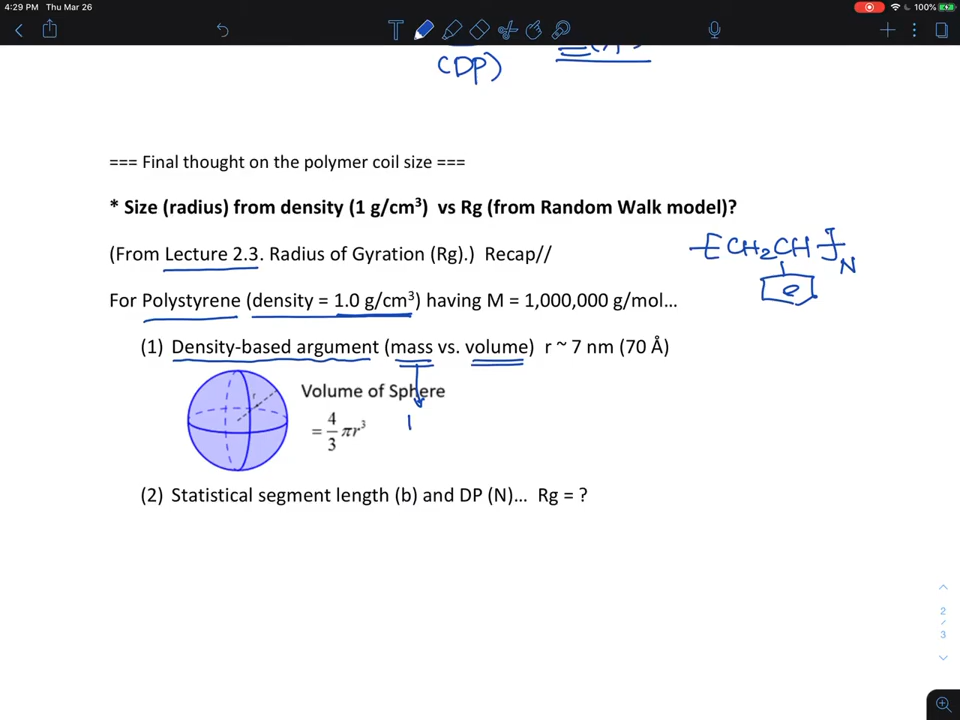 4:29 PM Thu Mar 26
100%
T
(DP)
=== Final thought on the polymer coil size ===
* Size (radius) from density (1 g/cm³) vs Rg (from Random Walk model)?
(From Lecture 2.3. Radius of Gyration (Rg).) Recap//
[CH₂CH]N
For Polystyrene (density = 1.0 g/cm³) having M = 1,000,000 g/mol…
(1) Density-based argument (mass vs. volume) r ~ 7 nm (70 Å)
r
Volume of Sphere
= 4/3 πr³
1
(2) Statistical segment length (b) and DP (N)… Rg = ?
2
/
3